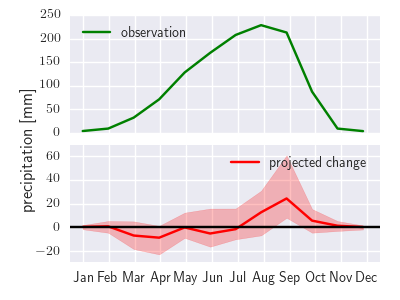 250
observation
200
150
100
50
0
precipitation [mm]
projected change
60
40
20
0
−20
Jan Feb Mar Apr May Jun Jul Aug Sep Oct Nov Dec